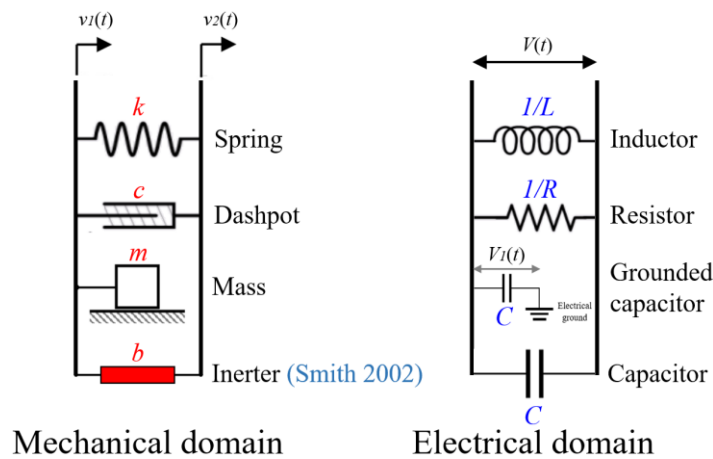 v1(t)
v2(t)
k
Spring
c
Dashpot
m
Mass
b
Inerter (Smith 2002)
Mechanical domain
V(t)
1/L
Inductor
1/R
Resistor
V1(t)
Grounded
capacitor
Electrical
ground
C
Capacitor
C
Electrical domain